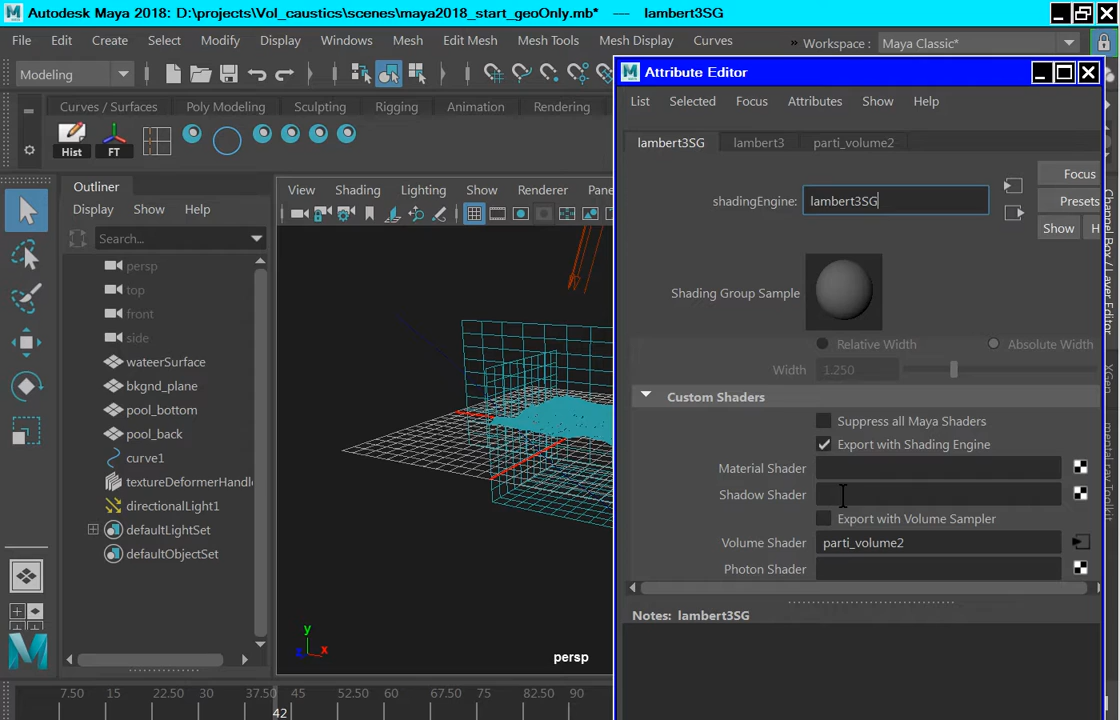 Autodesk Maya 2018: D:\projects\Vol_caustics\scenes\maya2018_start_geoOnly.mb* --- lambert3SG
File Edit Create Select Modify Display Windows Mesh Edit Mesh Mesh Tools Mesh Display Curves » Workspace: Maya Classic*
Modeling
Attribute Editor
List Selected Focus Attributes Show Help
Curves / Surfaces Poly Modeling Sculpting Rigging Animation Rendering
Hist FT
lambert3SG lambert3 parti_volume2
Outliner
Display Show Help
Search...
persp
top
front
side
wateerSurface
bkgnd_plane
pool_bottom
pool_back
curve1
textureDeformerHandle
directionalLight1
defaultLightSet
defaultObjectSet
View Shading Lighting Show Renderer Pane
shadingEngine: lambert3SG
Focus
Presets
Show H
Shading Group Sample
Relative Width Absolute Width
Width 1.250
Custom Shaders
Suppress all Maya Shaders
Export with Shading Engine
Material Shader
Shadow Shader
Export with Volume Sampler
Volume Shader parti_volume2
Photon Shader
Notes: lambert3SG
Channel Box / Layer Editor
XGen
mental ray Toolkit
y
z x
persp
7.50 15 22.50 30 37.50 45 52.50 60 67.50 75 82.50 90
42